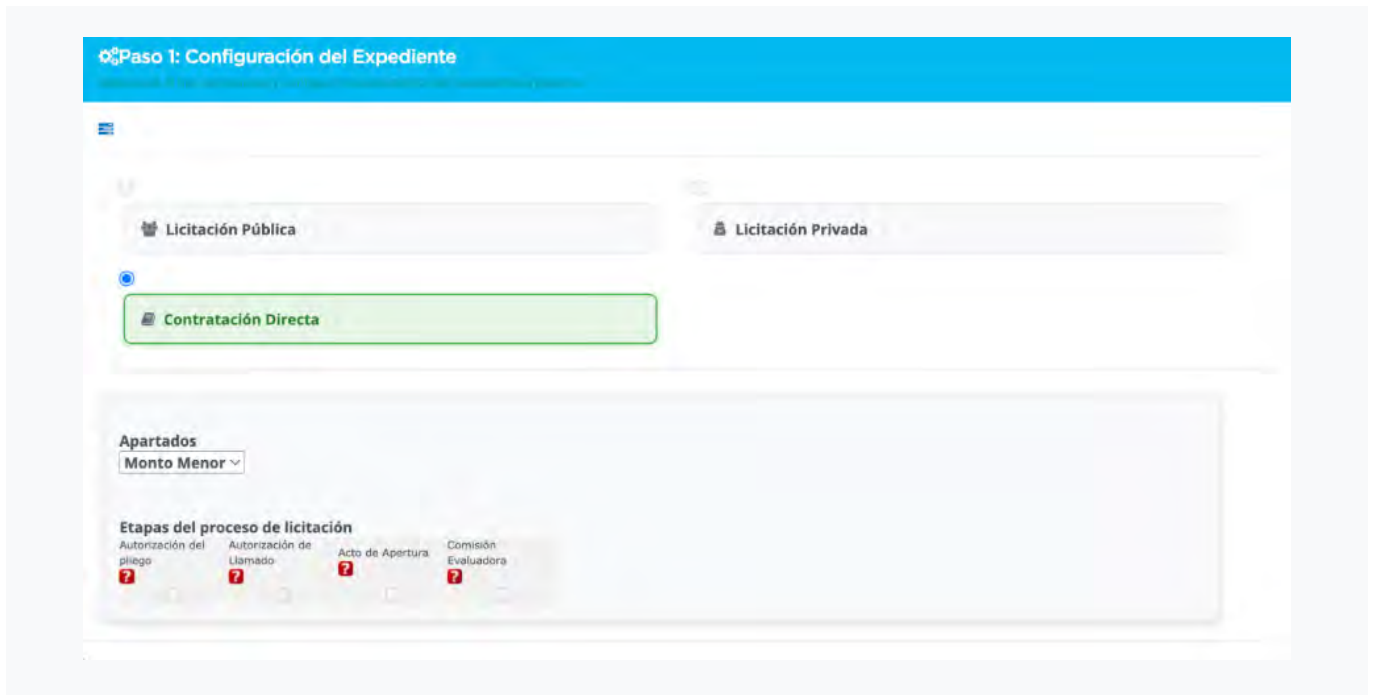 Paso 1: Configuración del Expediente
Licitación Pública
Licitación Privada
Contratación Directa
Apartados
Monto Menor
Etapas del proceso de licitación
Autorización del pliego
?
Autorización de Llamado
?
Acto de Apertura
?
Comisión Evaluadora
?